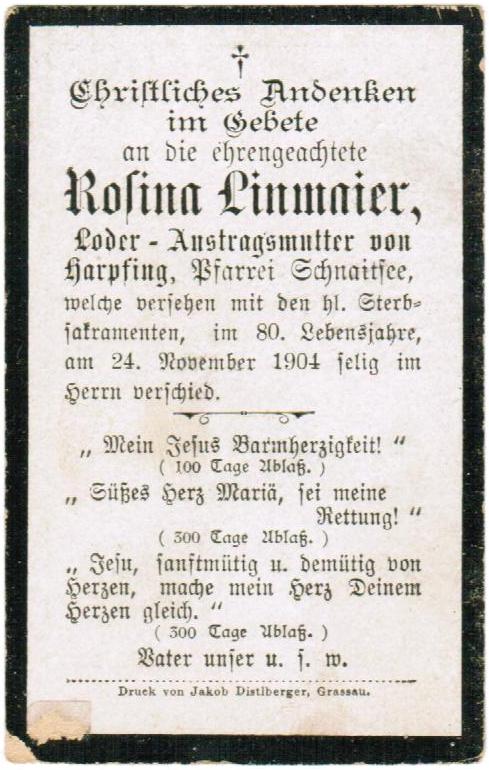 Christliches Andenken
im Gebete
an die ehrengeachtete
Rosina Linmaier,
Loder-Austragsmutter von
Harpfing, Pfarrei Schnaitsee,
welche versehen mit den hl. Sterb-
sakramenten, im 80. Lebensjahre,
am 24. November 1904 selig im
Herrn verschied.
„Mein Jesus Barmherzigkeit!“
(100 Tage Ablaß.)
„Süßes Herz Mariä, sei meine
Rettung!“
(300 Tage Ablaß.)
„Jesu, sanftmütig u. demütig von
Herzen, mache mein Herz Deinem
Herzen gleich.“
(300 Tage Ablaß.)
Vater unser u. s. w.
Druck von Jakob Distlberger, Grassau.